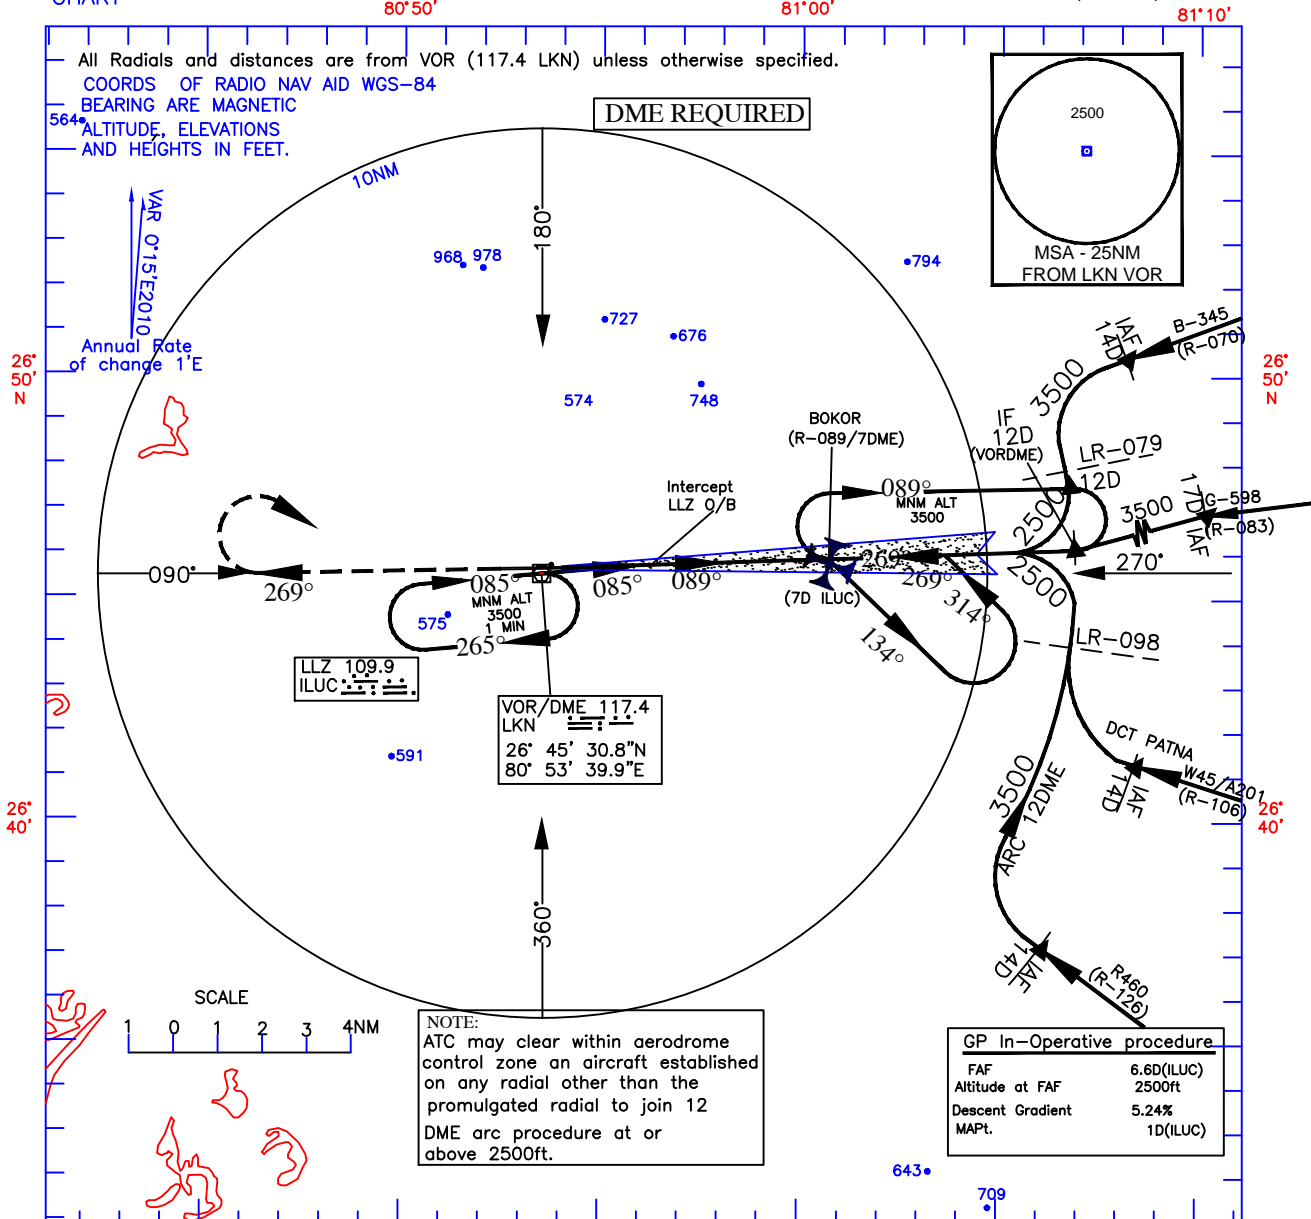 CHART
80°50'
81°00'
81°10'
All Radials and distances are from VOR (117.4 LKN) unless otherwise specified.
COORDS OF RADIO NAV AID WGS-84
BEARING ARE MAGNETIC
ALTITUDE, ELEVATIONS
AND HEIGHTS IN FEET.
564
DME REQUIRED
2500
MSA - 25NM
FROM LKN VOR
10NM
VAR 0°15'E2010
Annual Rate
of change 1'E
180°
968
978
794
727
676
748
574
26°
50'
N
26°
50'
N
B-345
(R-070)
IAF
14D
3500
BOKOR
(R-089/7DME)
IF
12D
(VORDME)
LR-079
12D
Intercept
LLZ O/B
089°
MNM ALT
3500
2500
3500
17D IAF
G-598
(R-083)
270°
090°
269°
085°
085°
089°
269°
269°
314°
134°
2500
(7D ILUC)
MNM ALT
3500
1 MIN
265°
575
LR-098
LLZ 109.9
ILUC
VOR/DME 117.4
LKN
26° 45' 30.8"N
80° 53' 39.9"E
591
DCT PATNA
W45/A201
(R-106)
IAF
14D
3500
ARC 12DME
26°
40'
26°
40'
360°
IAF
14D
R460
(R-126)
SCALE
1 0 1 2 3 4NM
NOTE:
ATC may clear within aerodrome
control zone an aircraft established
on any radial other than the
promulgated radial to join 12
DME arc procedure at or
above 2500ft.
GP In-Operative procedure
FAF 6.6D(ILUC)
Altitude at FAF 2500ft
Descent Gradient 5.24%
MAPt. 1D(ILUC)
643
709